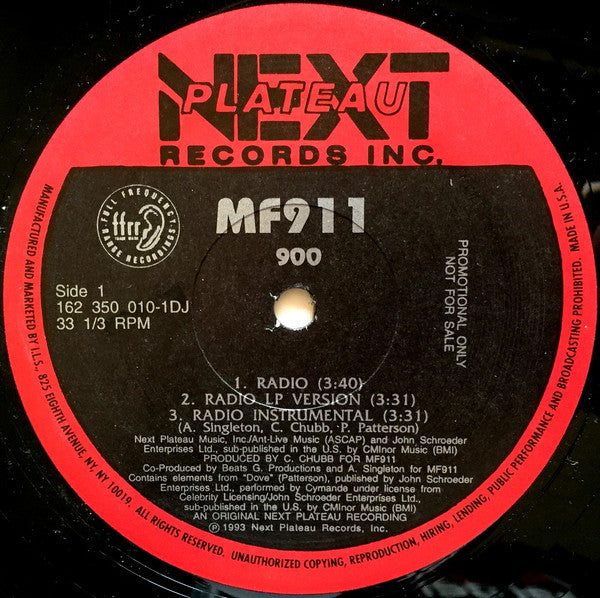 NEXT
PLATEAU
RECORDS INC.
FULL FREQUENCY
RANGE RECORDINGS
ffrr
TRADE MARK
MF911
900
Side 1
162 350 010-1DJ
33 1/3 RPM
PROMOTIONAL ONLY
NOT FOR SALE
1. RADIO (3:40)
2. RADIO LP VERSION (3:31)
3. RADIO INSTRUMENTAL (3:31)
(A. Singleton, C. Chubb, P. Patterson)
Next Plateau Music, Inc./Ant-Live Music (ASCAP) and John Schroeder
Enterprises Ltd., sub-published in the U.S. by CMinor Music (BMI)
PRODUCED BY C. CHUBB FOR MF911
Co-Produced by Beats G. Productions and A. Singleton for MF911
Contains elements from "Dove" (Patterson), published by John Schroeder
Enterprises Ltd., performed by Cymande under license from
Celebrity Licensing/John Schroeder Enterprises Ltd.,
sub-published in the U.S. by CMinor Music (BMI)
AN ORIGINAL NEXT PLATEAU RECORDING
Ⓟ 1993 Next Plateau Records, Inc.
MANUFACTURED AND MARKETED BY I.L.S., 825 EIGHTH AVENUE, NY, NY 10019. ALL RIGHTS RESERVED. UNAUTHORIZED COPYING, REPRODUCTION, HIRING, LENDING, PUBLIC PERFORMANCE AND BROADCASTING PROHIBITED. MADE IN U.S.A.